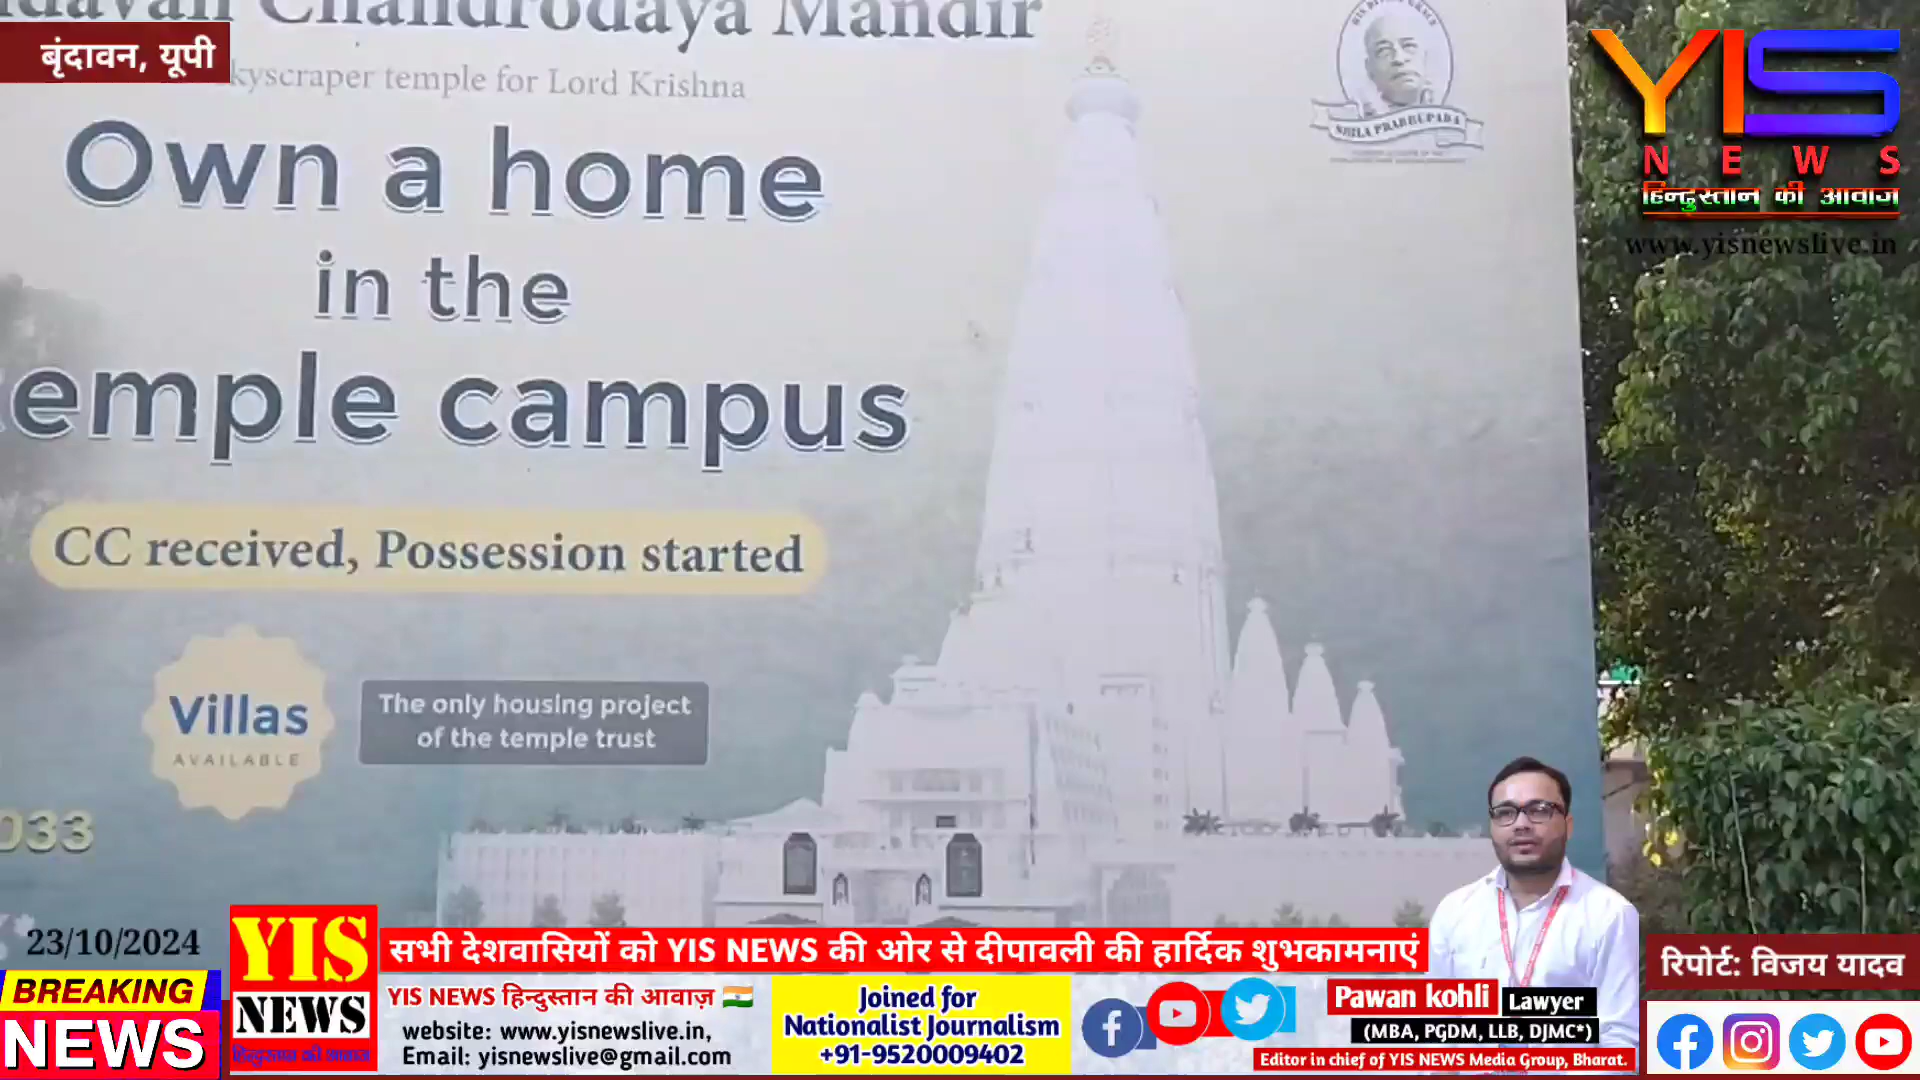 Chandrodaya Mandir
बृंदावन, यूपी
kyscraper temple for Lord Krishna
Own a home
in the
emple campus
CC received, Possession started
Villas
AVAILABLE
The only housing project
of the temple trust
033
SRILA PRABHUPADA
YIS
NEWS
हिन्दुस्तान की आवाज़
www.yisnewslive.in
23/10/2024
BREAKING
NEWS
YIS
NEWS
हिन्दुस्तान की आवाज़
सभी देशवासियों को YIS NEWS की ओर से दीपावली की हार्दिक शुभकामनाएं
YIS NEWS हिन्दुस्तान की आवाज़
website: www.yisnewslive.in,
Email: yisnewslive@gmail.com
Joined for
Nationalist Journalism
+91-9520009402
Pawan kohli Lawyer
(MBA, PGDM, LLB, DJMC*)
Editor in chief of YIS NEWS Media Group, Bharat.
रिपोर्ट: विजय यादव